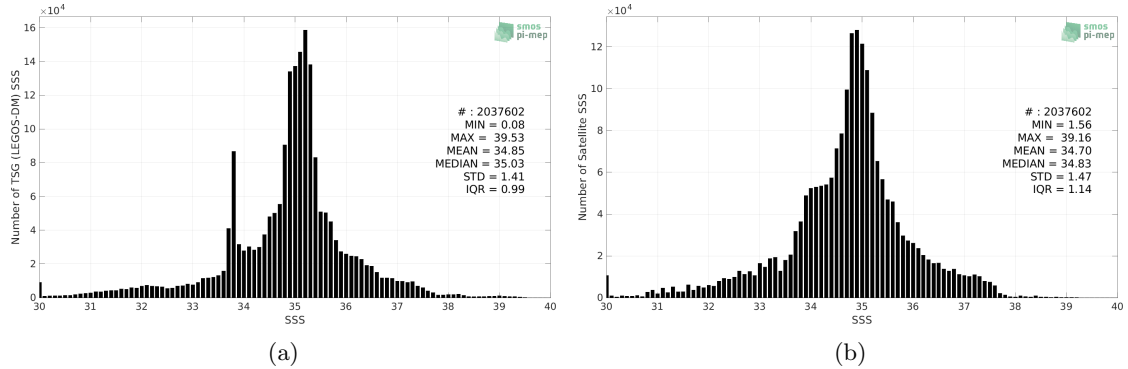 ×10⁴
16
14
12
10
8
6
4
2
0
30
31
32
33
34
35
36
37
38
39
40
Number of TSG (LEGOS-DM) SSS
SSS
smos
pi-mep
# : 2037602
MIN = 0.08
MAX = 39.53
MEAN = 34.85
MEDIAN = 35.03
STD = 1.41
IQR = 0.99
(a)
×10⁴
12
10
8
6
4
2
0
30
31
32
33
34
35
36
37
38
39
40
Number of Satellite SSS
SSS
smos
pi-mep
# : 2037602
MIN = 1.56
MAX = 39.16
MEAN = 34.70
MEDIAN = 34.83
STD = 1.47
IQR = 1.14
(b)